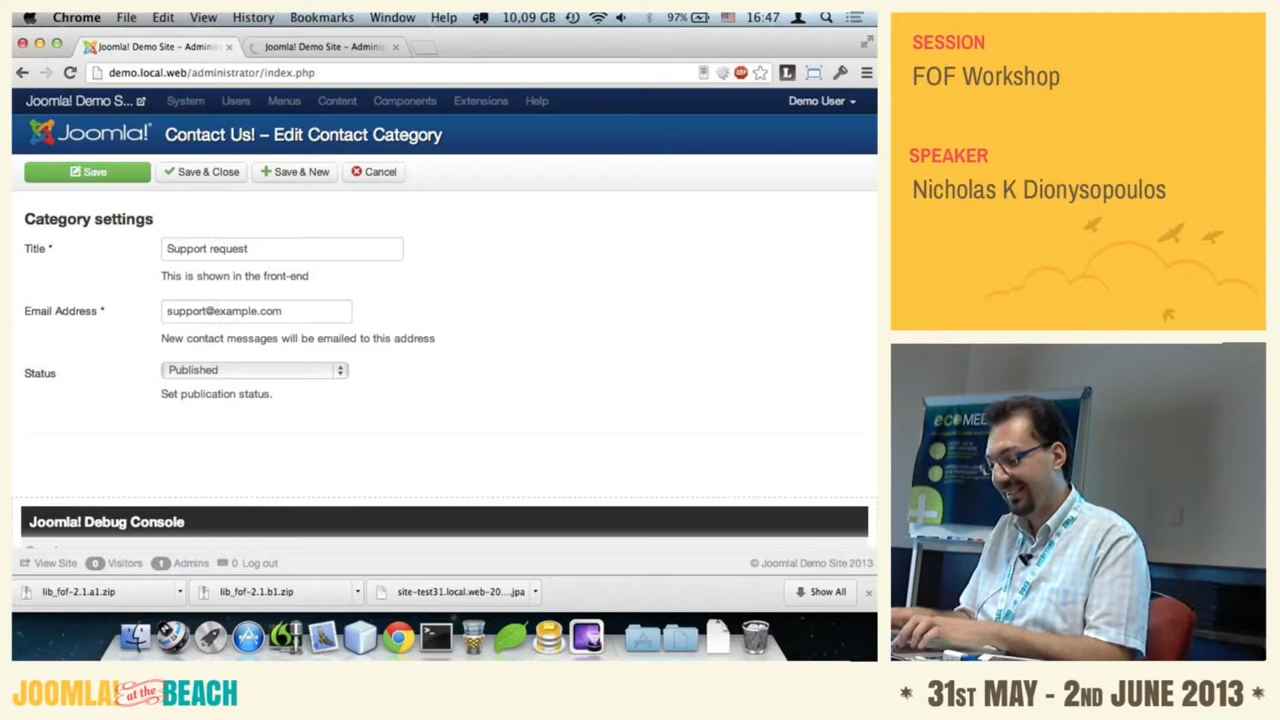 Chrome File Edit View History Bookmarks Window Help 10,09 GB 97% 16:47
Joomla! Demo Site - Adminis Joomla! Demo Site - Adminis
demo.local.web/administrator/index.php
Joomla! Demo S... System Users Menus Content Components Extensions Help Demo User
Joomla! Contact Us! – Edit Contact Category
Save Save & Close Save & New Cancel
Category settings
Title * Support request
This is shown in the front-end
Email Address * support@example.com
New contact messages will be emailed to this address
Status Published
Set publication status.
Joomla! Debug Console
View Site 0 Visitors 1 Admins 0 Log out © Joomla! Demo Site 2013
lib_fof-2.1.a1.zip lib_fof-2.1.b1.zip site-test31.local.web-20....jpa Show All
SESSION
FOF Workshop
SPEAKER
Nicholas K Dionysopoulos
JOOMLA! at the BEACH
* 31ST MAY - 2ND JUNE 2013 *